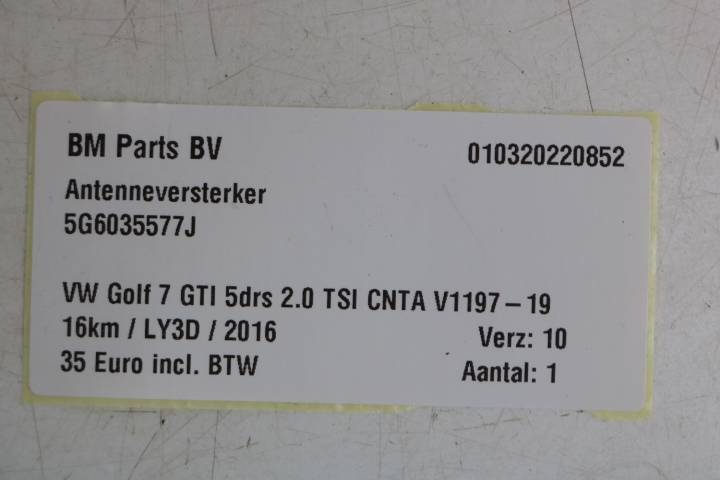 BM Parts BV 010320220852
Antenneversterker
5G6035577J
VW Golf 7 GTI 5drs 2.0 TSI CNTA V1197-19
16km / LY3D / 2016 Verz: 10
35 Euro incl. BTW Aantal: 1